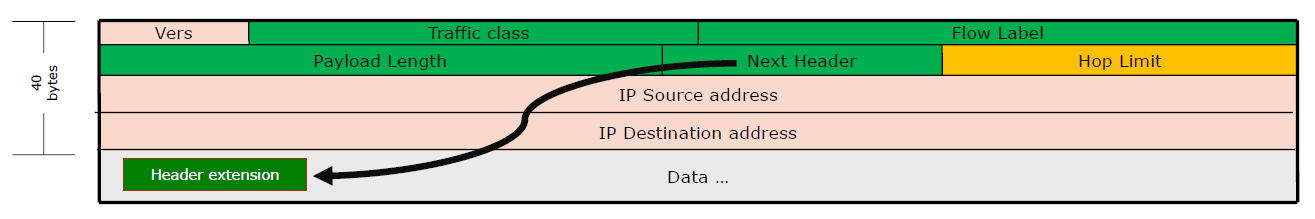 Vers Traffic class Flow Label
Payload Length Next Header Hop Limit
40 bytes
IP Source address
IP Destination address
Header extension Data ...